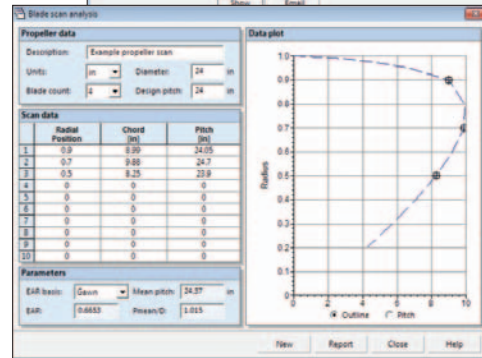 Show Email
Blade scan analysis
Propeller data
Description: Example propeller scan
Units: in Diameter: 24 in
Blade count: 4 Design pitch: 24 in
Scan data
Radial Position Chord [in] Pitch [in]
1 0.9 8.99 24.05
2 0.7 9.88 24.7
3 0.5 8.25 23.9
4 0 0 0
5 0 0 0
6 0 0 0
7 0 0 0
8 0 0 0
9 0 0 0
10 0 0 0
Parameters
EAR basis: Gawn Mean pitch: 24.37 in
EAR: 0.6653 Pmean/D: 1.015
Data plot
1.0
0.9
0.8
0.7
0.6
0.5
0.4
0.3
0.2
0.1
0
Radius
0 2 4 6 8 10
Outline Pitch
New Report Close Help